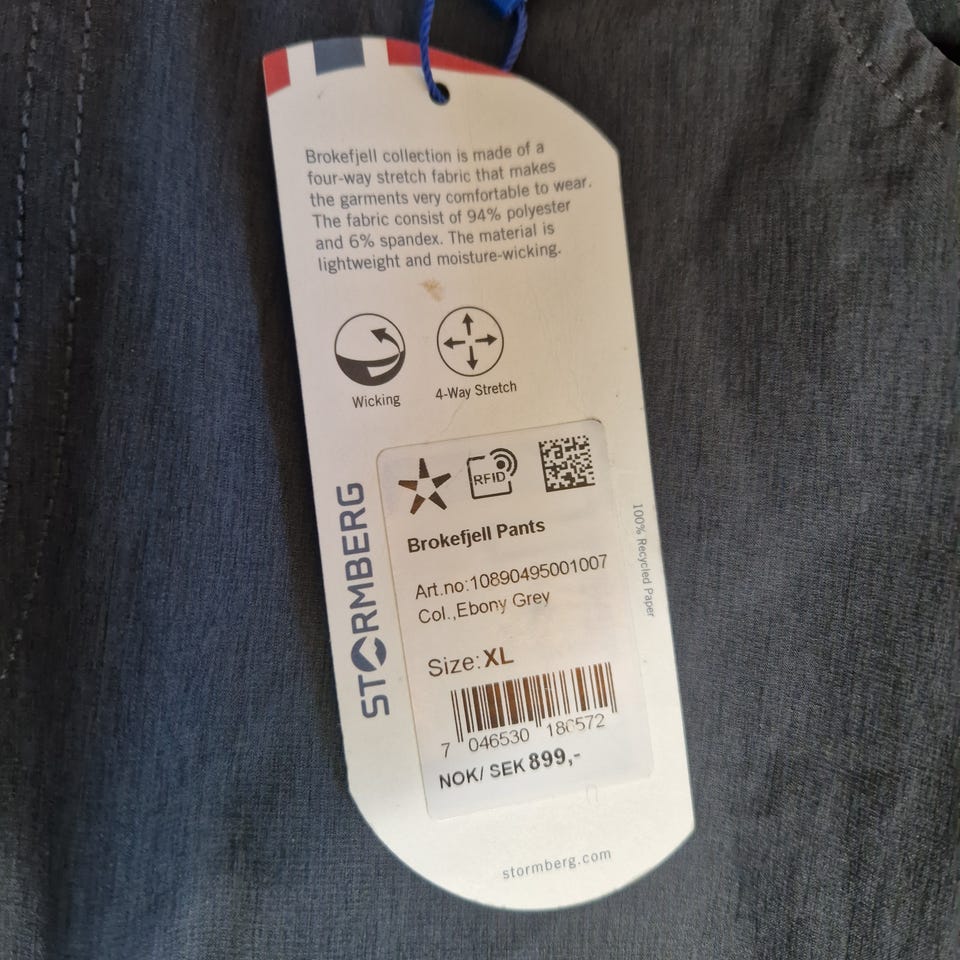 Brokefjell collection is made of a
four-way stretch fabric that makes
the garments very comfortable to wear.
The fabric consist of 94% polyester
and 6% spandex. The material is
lightweight and moisture-wicking.
Wicking
4-Way Stretch
STORMBERG
RFID
Brokefjell Pants
Art.no:10890495001007
Col.,Ebony Grey
Size:XL
7 046530
NOK/ SEK 899,-
100% Recycled Paper
stormberg.com